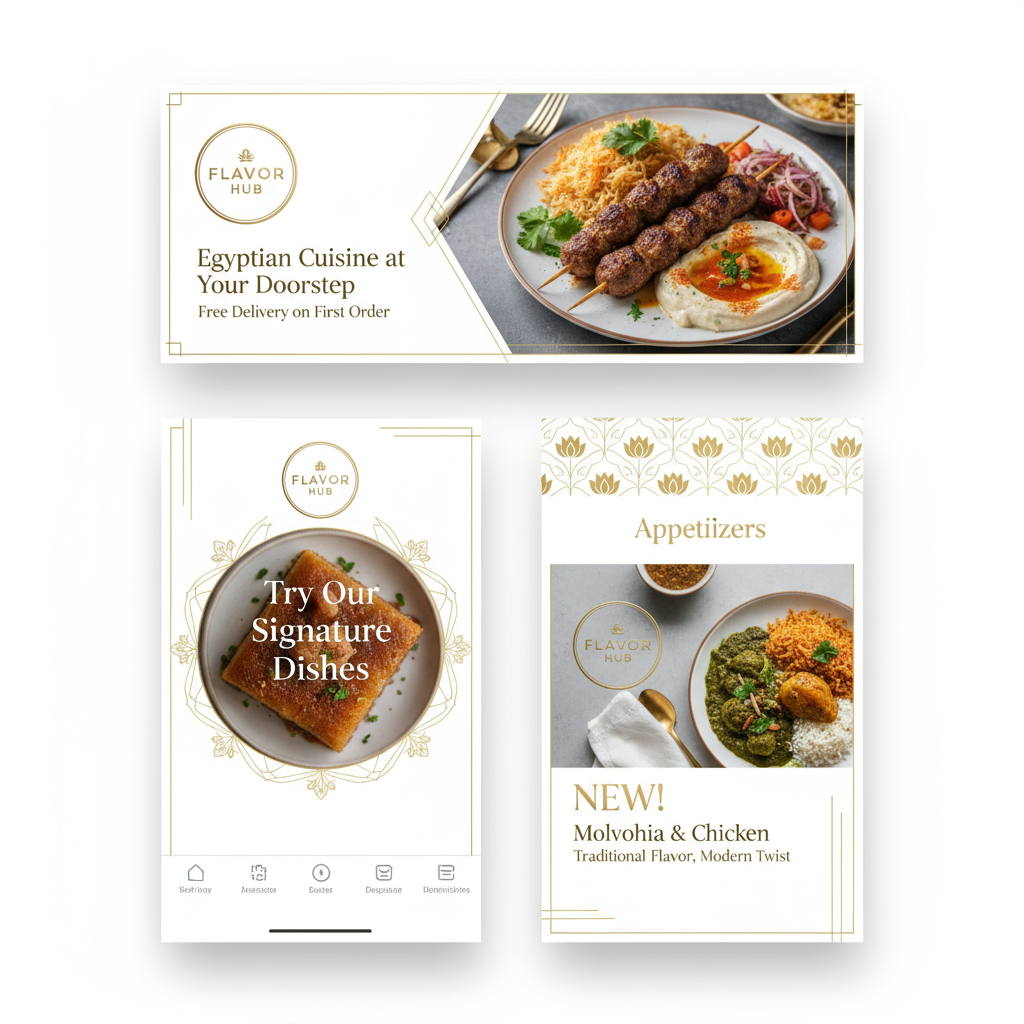 FLAVOR
HUB
Egyptian Cuisine at
Your Doorstep
Free Delivery on First Order
FLAVOR
HUB
Try Our
Signature
Dishes
Appetiizers
FLAVOR
HUB
NEW!
Molvohia & Chicken
Traditional Flavor, Modern Twist